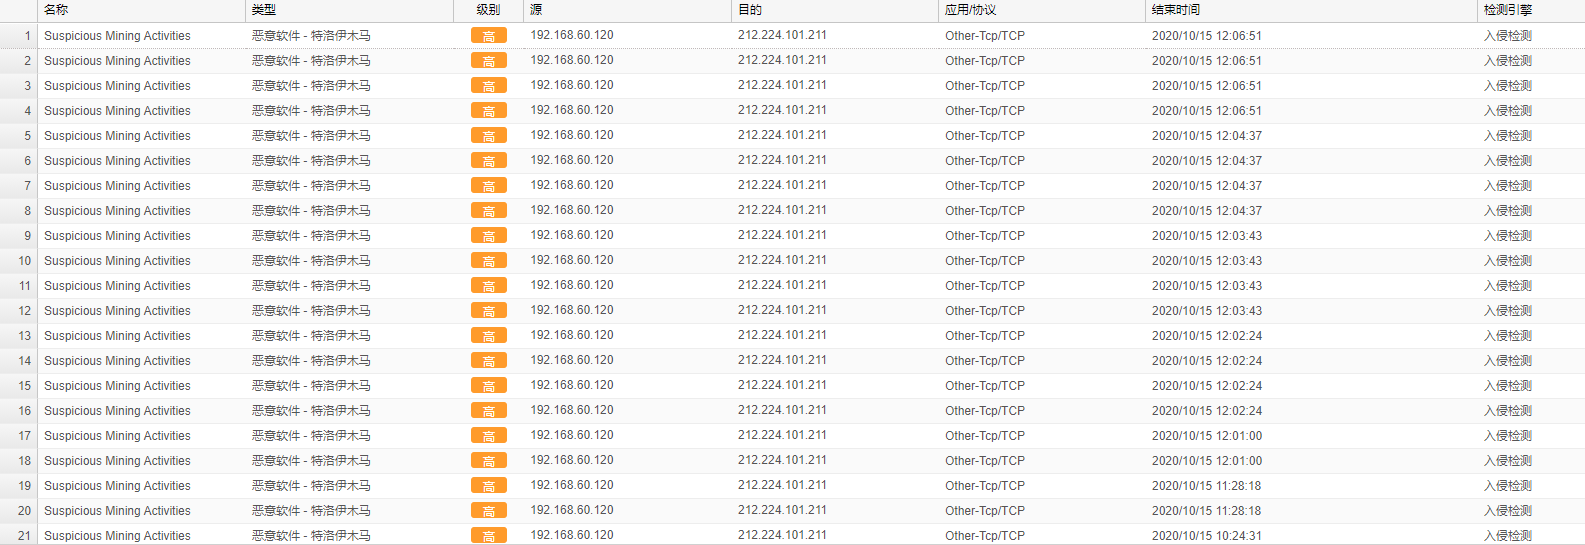 名称 类型 级别 源 目的 应用/协议 结束时间 检测引擎
1 Suspicious Mining Activities 恶意软件 - 特洛伊木马 高 192.168.60.120 212.224.101.211 Other-Tcp/TCP 2020/10/15 12:06:51 入侵检测
2 Suspicious Mining Activities 恶意软件 - 特洛伊木马 高 192.168.60.120 212.224.101.211 Other-Tcp/TCP 2020/10/15 12:06:51 入侵检测
3 Suspicious Mining Activities 恶意软件 - 特洛伊木马 高 192.168.60.120 212.224.101.211 Other-Tcp/TCP 2020/10/15 12:06:51 入侵检测
4 Suspicious Mining Activities 恶意软件 - 特洛伊木马 高 192.168.60.120 212.224.101.211 Other-Tcp/TCP 2020/10/15 12:06:51 入侵检测
5 Suspicious Mining Activities 恶意软件 - 特洛伊木马 高 192.168.60.120 212.224.101.211 Other-Tcp/TCP 2020/10/15 12:04:37 入侵检测
6 Suspicious Mining Activities 恶意软件 - 特洛伊木马 高 192.168.60.120 212.224.101.211 Other-Tcp/TCP 2020/10/15 12:04:37 入侵检测
7 Suspicious Mining Activities 恶意软件 - 特洛伊木马 高 192.168.60.120 212.224.101.211 Other-Tcp/TCP 2020/10/15 12:04:37 入侵检测
8 Suspicious Mining Activities 恶意软件 - 特洛伊木马 高 192.168.60.120 212.224.101.211 Other-Tcp/TCP 2020/10/15 12:04:37 入侵检测
9 Suspicious Mining Activities 恶意软件 - 特洛伊木马 高 192.168.60.120 212.224.101.211 Other-Tcp/TCP 2020/10/15 12:03:43 入侵检测
10 Suspicious Mining Activities 恶意软件 - 特洛伊木马 高 192.168.60.120 212.224.101.211 Other-Tcp/TCP 2020/10/15 12:03:43 入侵检测
11 Suspicious Mining Activities 恶意软件 - 特洛伊木马 高 192.168.60.120 212.224.101.211 Other-Tcp/TCP 2020/10/15 12:03:43 入侵检测
12 Suspicious Mining Activities 恶意软件 - 特洛伊木马 高 192.168.60.120 212.224.101.211 Other-Tcp/TCP 2020/10/15 12:03:43 入侵检测
13 Suspicious Mining Activities 恶意软件 - 特洛伊木马 高 192.168.60.120 212.224.101.211 Other-Tcp/TCP 2020/10/15 12:02:24 入侵检测
14 Suspicious Mining Activities 恶意软件 - 特洛伊木马 高 192.168.60.120 212.224.101.211 Other-Tcp/TCP 2020/10/15 12:02:24 入侵检测
15 Suspicious Mining Activities 恶意软件 - 特洛伊木马 高 192.168.60.120 212.224.101.211 Other-Tcp/TCP 2020/10/15 12:02:24 入侵检测
16 Suspicious Mining Activities 恶意软件 - 特洛伊木马 高 192.168.60.120 212.224.101.211 Other-Tcp/TCP 2020/10/15 12:02:24 入侵检测
17 Suspicious Mining Activities 恶意软件 - 特洛伊木马 高 192.168.60.120 212.224.101.211 Other-Tcp/TCP 2020/10/15 12:01:00 入侵检测
18 Suspicious Mining Activities 恶意软件 - 特洛伊木马 高 192.168.60.120 212.224.101.211 Other-Tcp/TCP 2020/10/15 12:01:00 入侵检测
19 Suspicious Mining Activities 恶意软件 - 特洛伊木马 高 192.168.60.120 212.224.101.211 Other-Tcp/TCP 2020/10/15 11:28:18 入侵检测
20 Suspicious Mining Activities 恶意软件 - 特洛伊木马 高 192.168.60.120 212.224.101.211 Other-Tcp/TCP 2020/10/15 11:28:18 入侵检测
21 Suspicious Mining Activities 恶意软件 - 特洛伊木马 高 192.168.60.120 212.224.101.211 Other-Tcp/TCP 2020/10/15 10:24:31 入侵检测